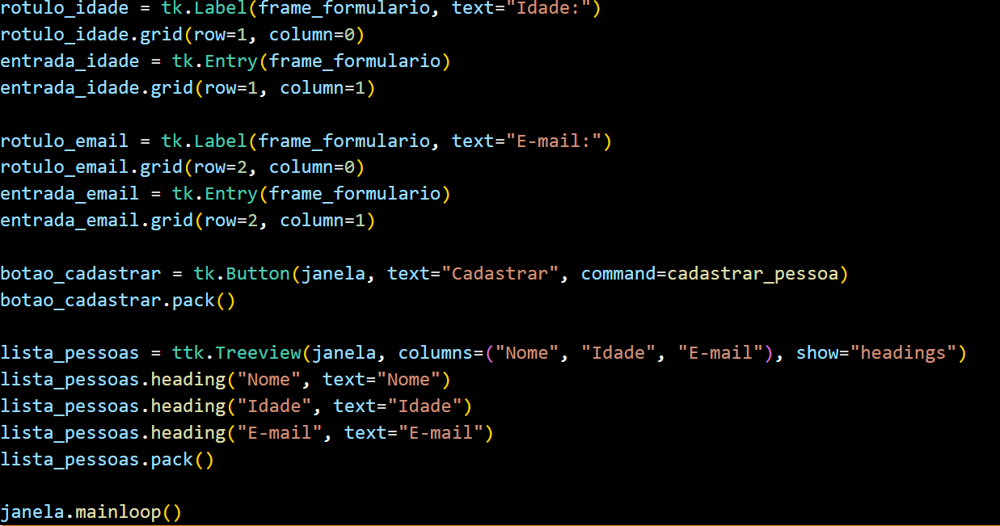 rotulo_idade = tk.Label(frame_formulario, text="Idade:")
rotulo_idade.grid(row=1, column=0)
entrada_idade = tk.Entry(frame_formulario)
entrada_idade.grid(row=1, column=1)

rotulo_email = tk.Label(frame_formulario, text="E-mail:")
rotulo_email.grid(row=2, column=0)
entrada_email = tk.Entry(frame_formulario)
entrada_email.grid(row=2, column=1)

botao_cadastrar = tk.Button(janela, text="Cadastrar", command=cadastrar_pessoa)
botao_cadastrar.pack()

lista_pessoas = ttk.Treeview(janela, columns=("Nome", "Idade", "E-mail"), show="headings")
lista_pessoas.heading("Nome", text="Nome")
lista_pessoas.heading("Idade", text="Idade")
lista_pessoas.heading("E-mail", text="E-mail")
lista_pessoas.pack()

janela.mainloop()